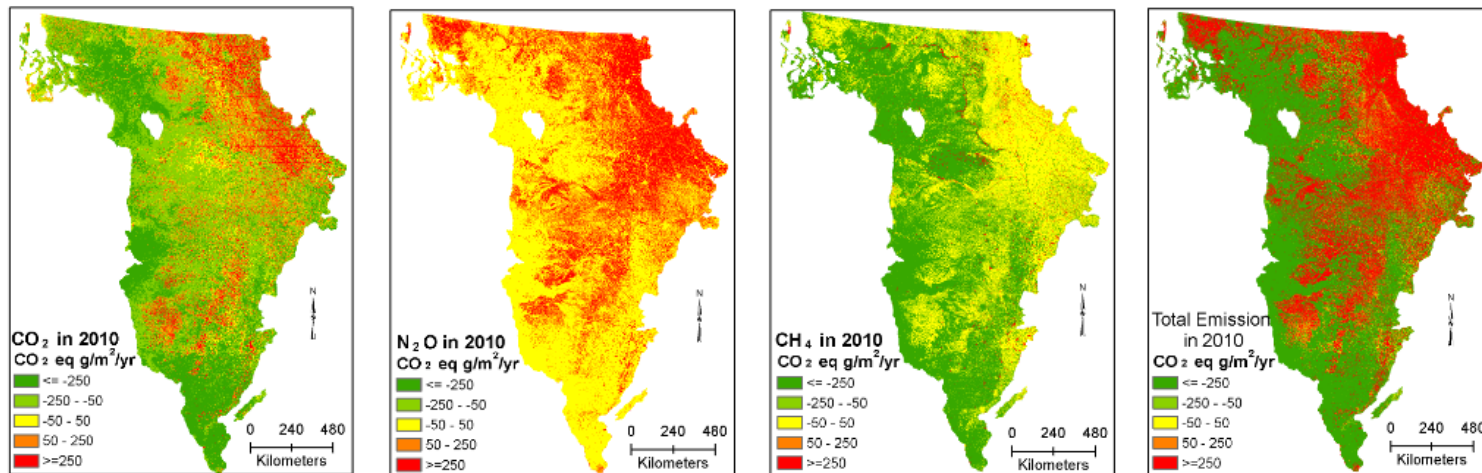 N
CO₂ in 2010
CO₂ eq g/m²/yr
<= -250
-250 - -50
-50 - 50
50 - 250
>=250
0 240 480
Kilometers
N
N₂O in 2010
CO₂ eq g/m²/yr
<= -250
-250 - -50
-50 - 50
50 - 250
>=250
0 240 480
Kilometers
N
CH₄ in 2010
CO₂ eq g/m²/yr
<= -250
-250 - -50
-50 - 50
50 - 250
>=250
0 240 480
Kilometers
N
Total Emission
in 2010
CO₂ eq g/m²/yr
<= -250
-250 - -50
-50 - 50
50 - 250
>=250
0 240 480
Kilometers